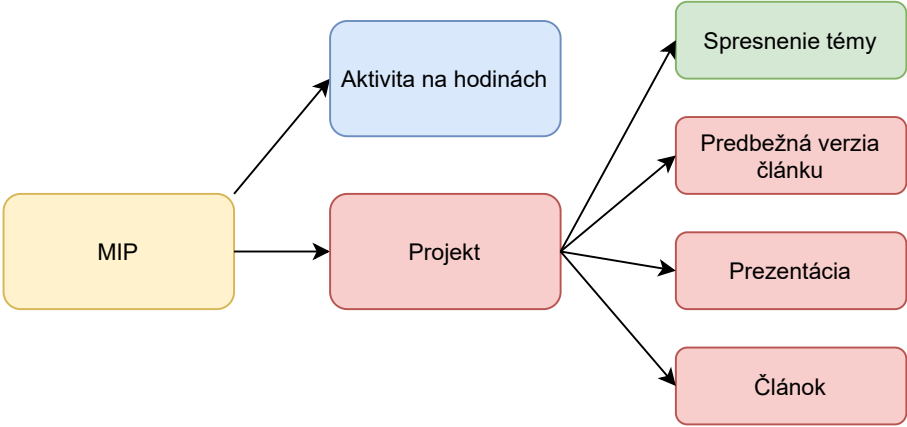 MIP
Aktivita na hodinách
Projekt
Spresnenie témy
Predbežná verzia
článku
Prezentácia
Článok